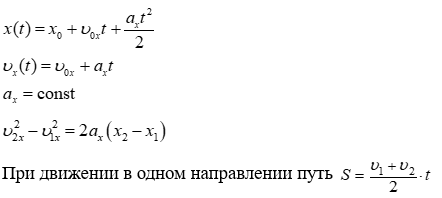 x(t) = x₀ + υ₀ₓt + aₓt²/2
υₓ(t) = υ₀ₓ + aₓt
aₓ = const
υ₂ₓ² − υ₁ₓ² = 2aₓ(x₂ − x₁)
При движении в одном направлении путь S = (υ₁ + υ₂)/2 · t